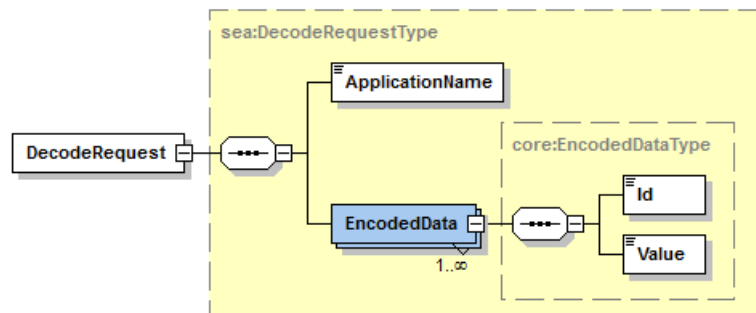 sea:DecodeRequestType
ApplicationName
DecodeRequest
core:EncodedDataType
EncodedData
Id
Value
1..∞